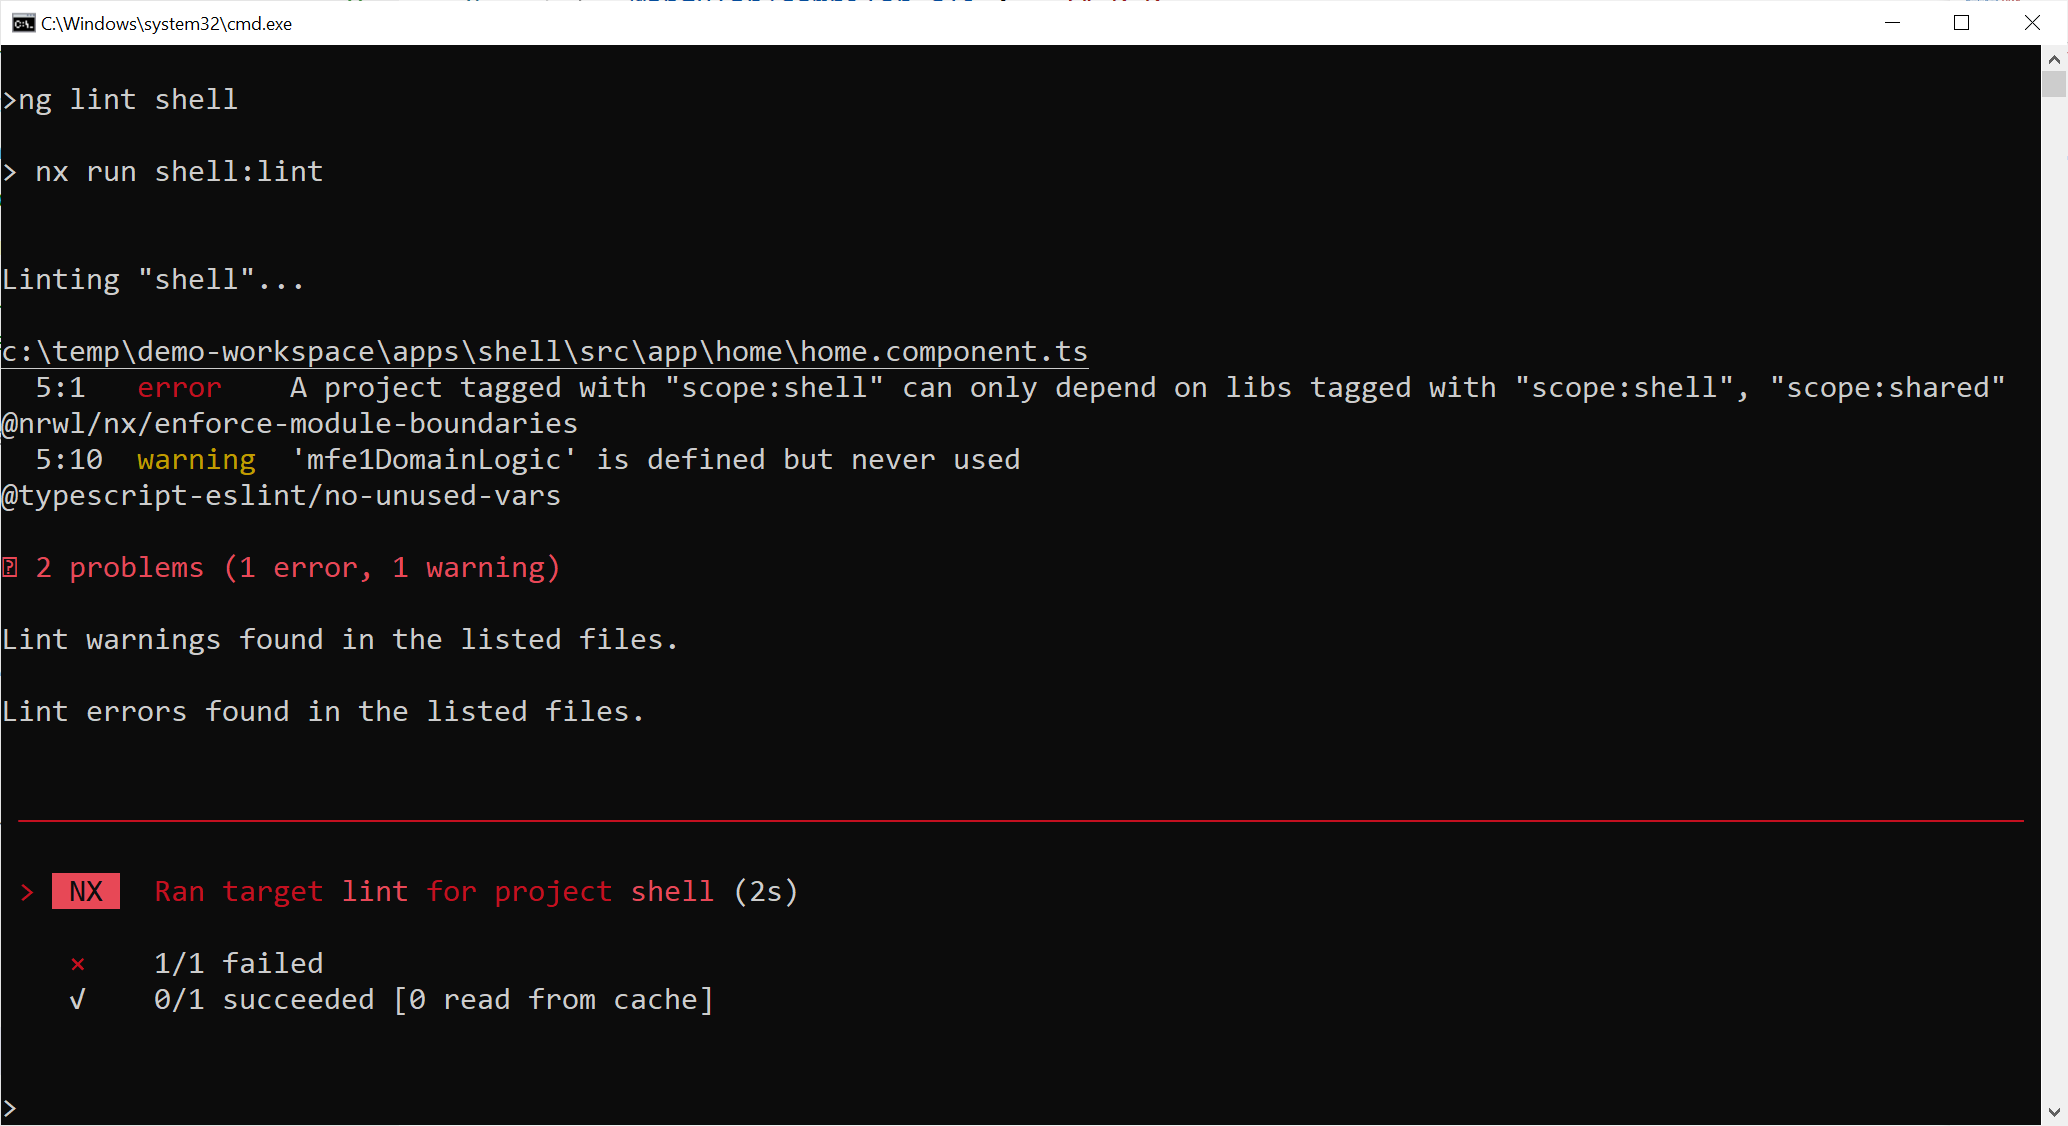 C:\Windows\system32\cmd.exe
>ng lint shell
> nx run shell:lint
Linting "shell"...
c:\temp\demo-workspace\apps\shell\src\app\home\home.component.ts
5:1 error A project tagged with "scope:shell" can only depend on libs tagged with "scope:shell", "scope:shared"
@nrwl/nx/enforce-module-boundaries
5:10 warning 'mfe1DomainLogic' is defined but never used
@typescript-eslint/no-unused-vars
2 problems (1 error, 1 warning)
Lint warnings found in the listed files.
Lint errors found in the listed files.
> NX Ran target lint for project shell (2s)
× 1/1 failed
√ 0/1 succeeded [0 read from cache]
>